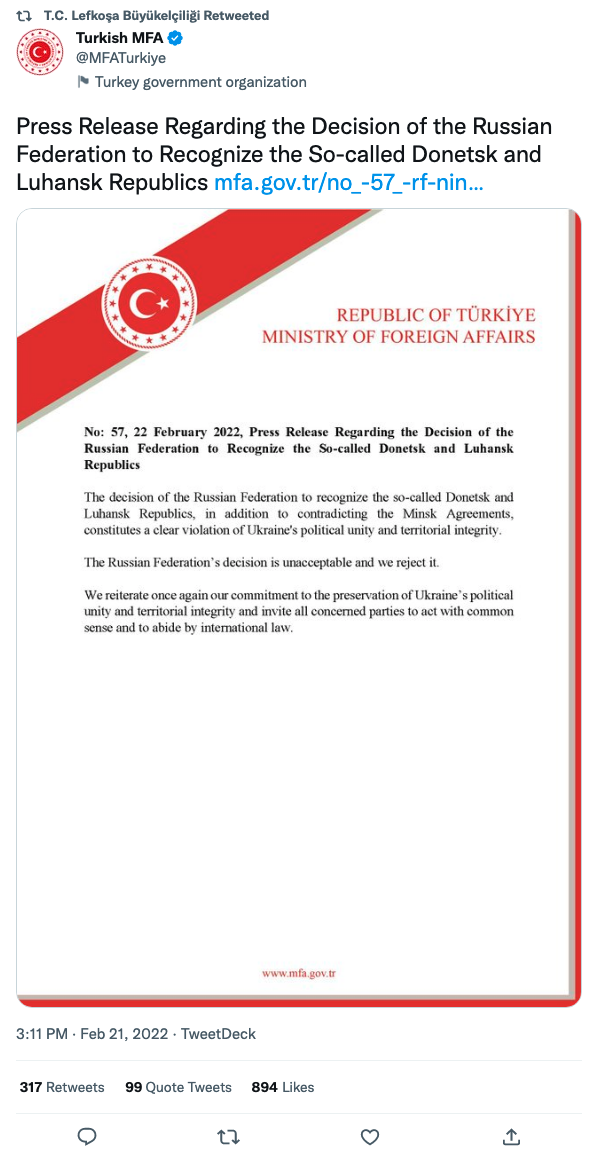 T.C. Lefkoşa Büyükelçiliği Retweeted
Turkish MFA
@MFATurkiye
Turkey government organization
Press Release Regarding the Decision of the Russian
Federation to Recognize the So-called Donetsk and
Luhansk Republics mfa.gov.tr/no_-57_-rf-nin...
REPUBLIC OF TÜRKİYE
MINISTRY OF FOREIGN AFFAIRS
No: 57, 22 February 2022, Press Release Regarding the Decision of the
Russian Federation to Recognize the So-called Donetsk and Luhansk
Republics
The decision of the Russian Federation to recognize the so-called Donetsk and
Luhansk Republics, in addition to contradicting the Minsk Agreements,
constitutes a clear violation of Ukraine's political unity and territorial integrity.
The Russian Federation's decision is unacceptable and we reject it.
We reiterate once again our commitment to the preservation of Ukraine's political
unity and territorial integrity and invite all concerned parties to act with common
sense and to abide by international law.
www.mfa.gov.tr
3:11 PM · Feb 21, 2022 · TweetDeck
317 Retweets 99 Quote Tweets 894 Likes